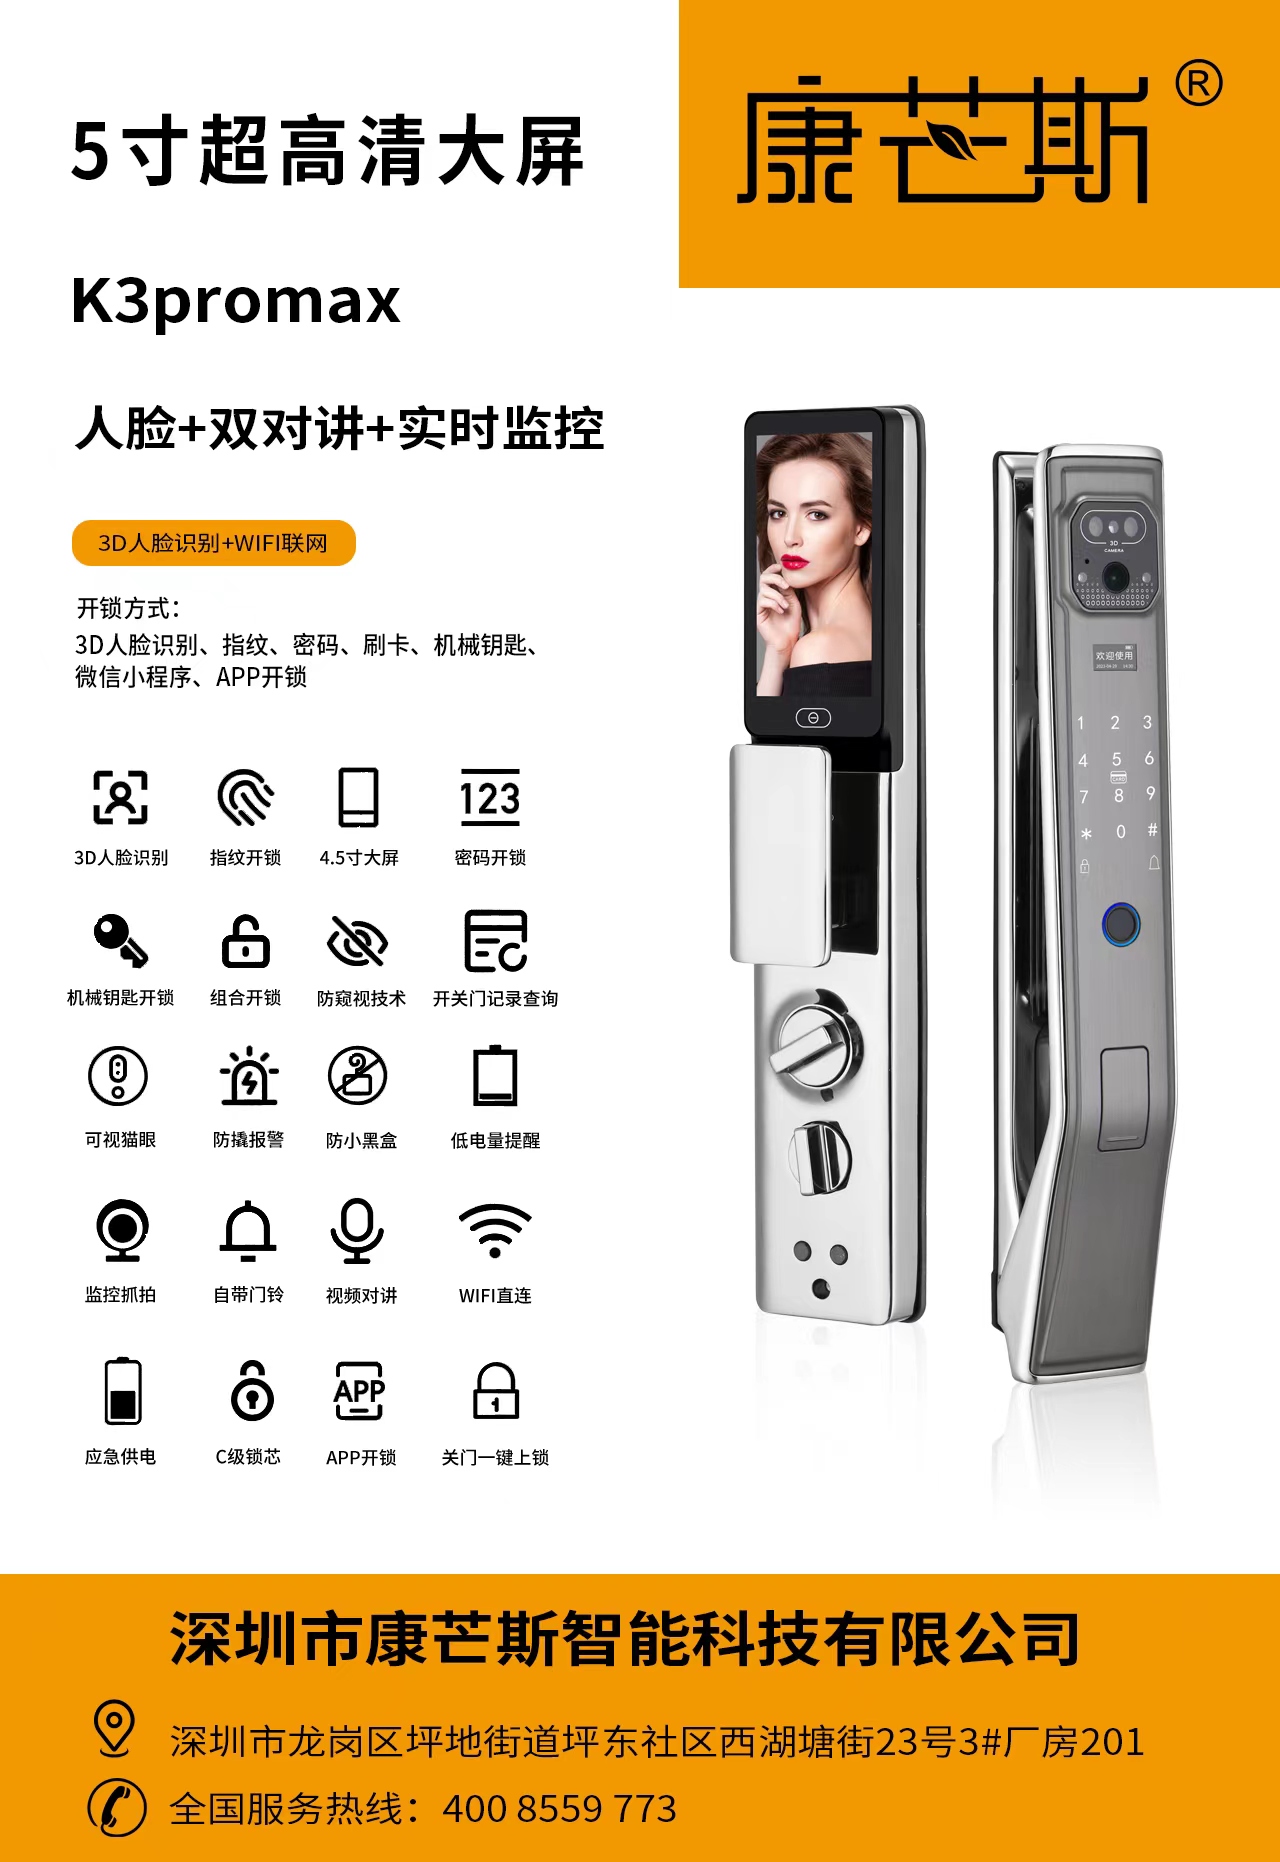 康芒斯®
5寸超高清大屏
K3promax
人脸+双对讲+实时监控
3D人脸识别+WIFI联网
开锁方式：
3D人脸识别、指纹、密码、刷卡、机械钥匙、
微信小程序、APP开锁
123
3D人脸识别 指纹开锁 4.5寸大屏 密码开锁
机械钥匙开锁 组合开锁 防窥视技术 开关门记录查询
可视猫眼 防撬报警 防小黑盒 低电量提醒
监控抓拍 自带门铃 视频对讲 WIFI直连
APP
1
应急供电 C级锁芯 APP开锁 关门一键上锁
3D
CAMERA
欢迎使用
1 2 3
4 5 6
CARD
7 8 9
* 0 #
深圳市康芒斯智能科技有限公司
深圳市龙岗区坪地街道坪东社区西湖塘街23号3#厂房201
全国服务热线：400 8559 773